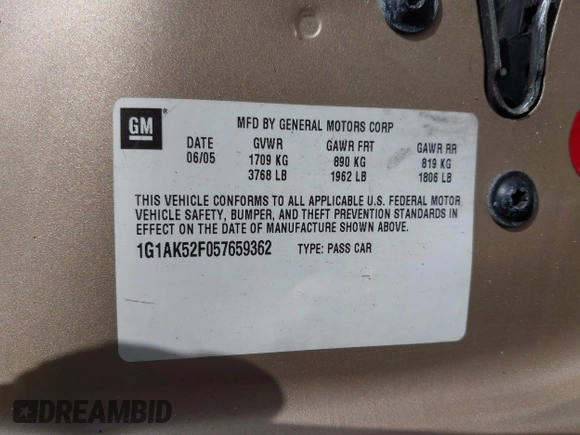 GM
MFD BY GENERAL MOTORS CORP
DATE GVWR GAWR FRT GAWR RR
06/05 1709 KG 890 KG 819 KG
3768 LB 1962 LB 1806 LB
THIS VEHICLE CONFORMS TO ALL APPLICABLE U.S. FEDERAL MOTOR
VEHICLE SAFETY, BUMPER, AND THEFT PREVENTION STANDARDS IN
EFFECT ON THE DATE OF MANUFACTURE SHOWN ABOVE.
1G1AK52F057659362 TYPE: PASS CAR
DREAMBID